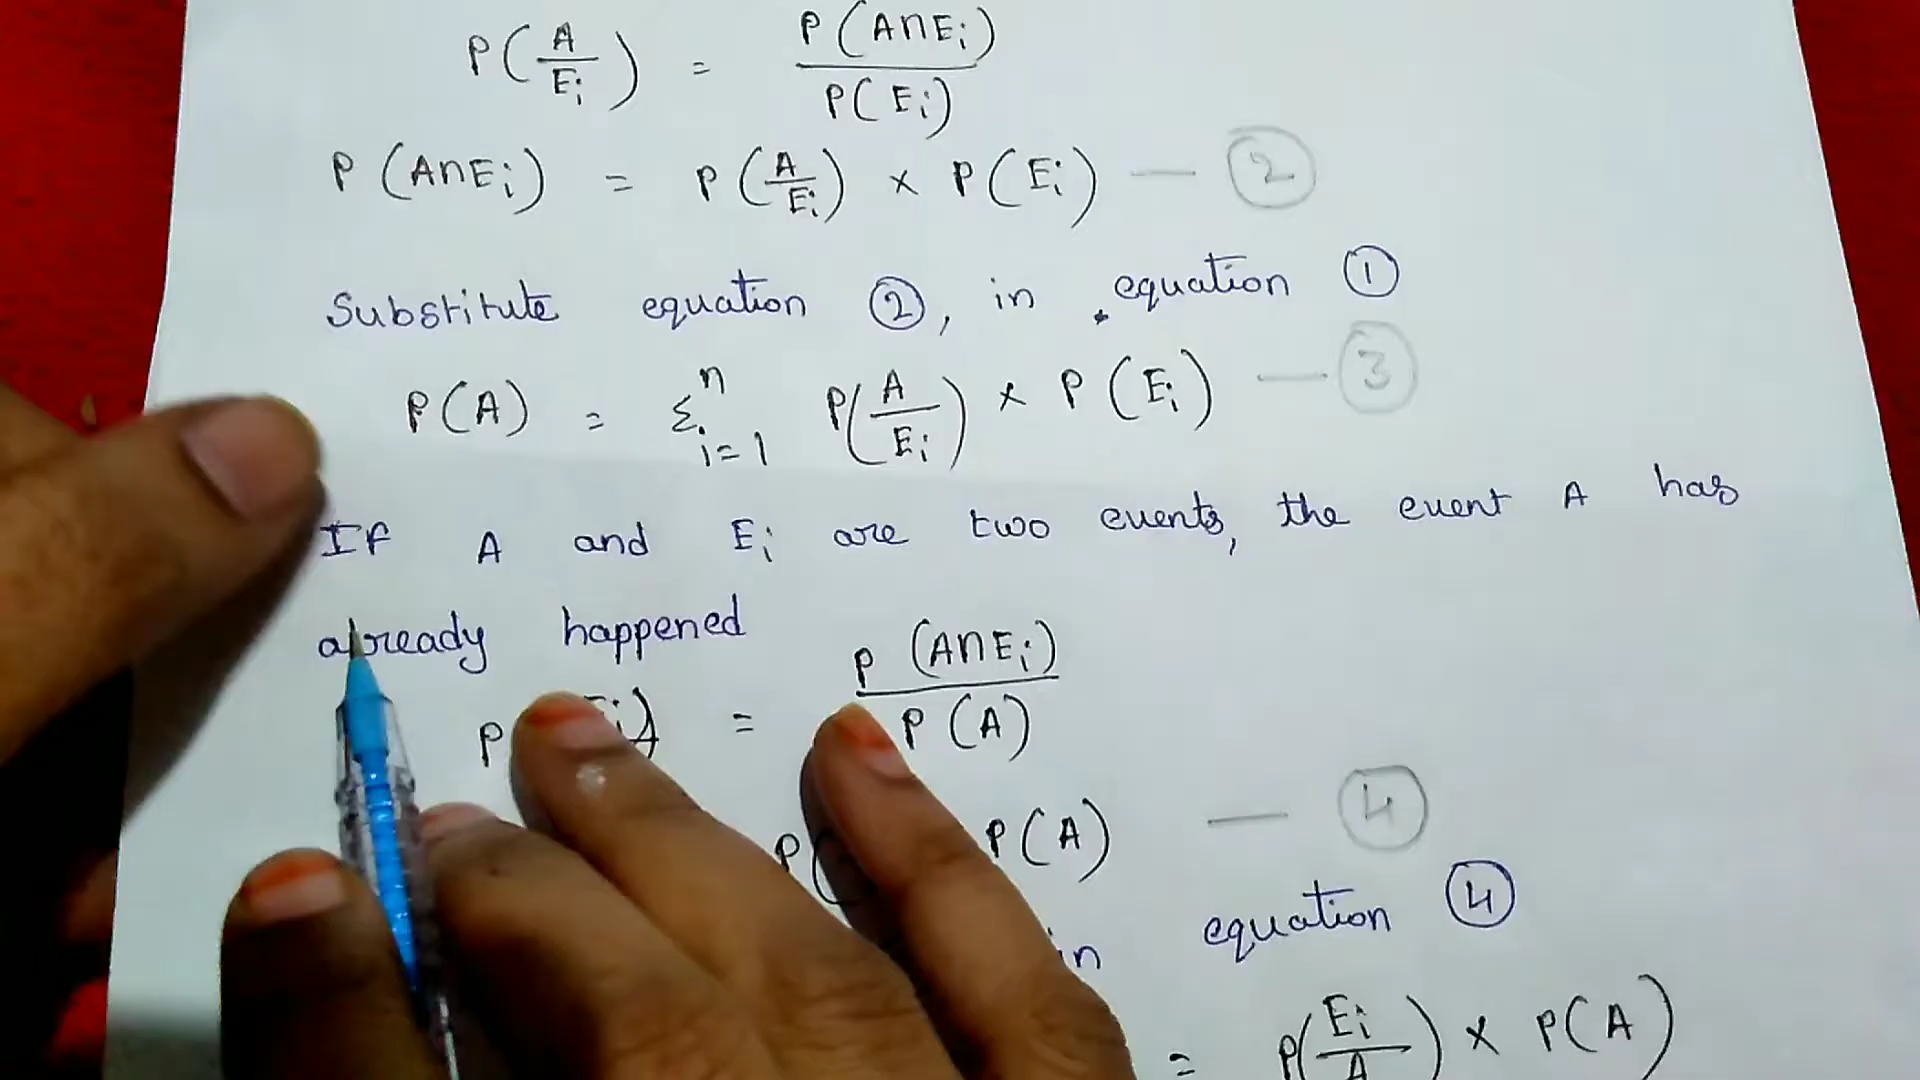 P(A/Ei) = P(A∩Ei)/P(Ei)
P(A∩Ei) = P(A/Ei) × P(Ei) — ②
Substitute equation ②, in equation ①
P(A) = Σ i=1 n P(A/Ei) × P(Ei) — ③
If A and Ei are two events, the event A has
already happened
P = P(A∩Ei)/P(A)
P( P(A) — ④
in equation ④
= P(Ei/A) × P(A)